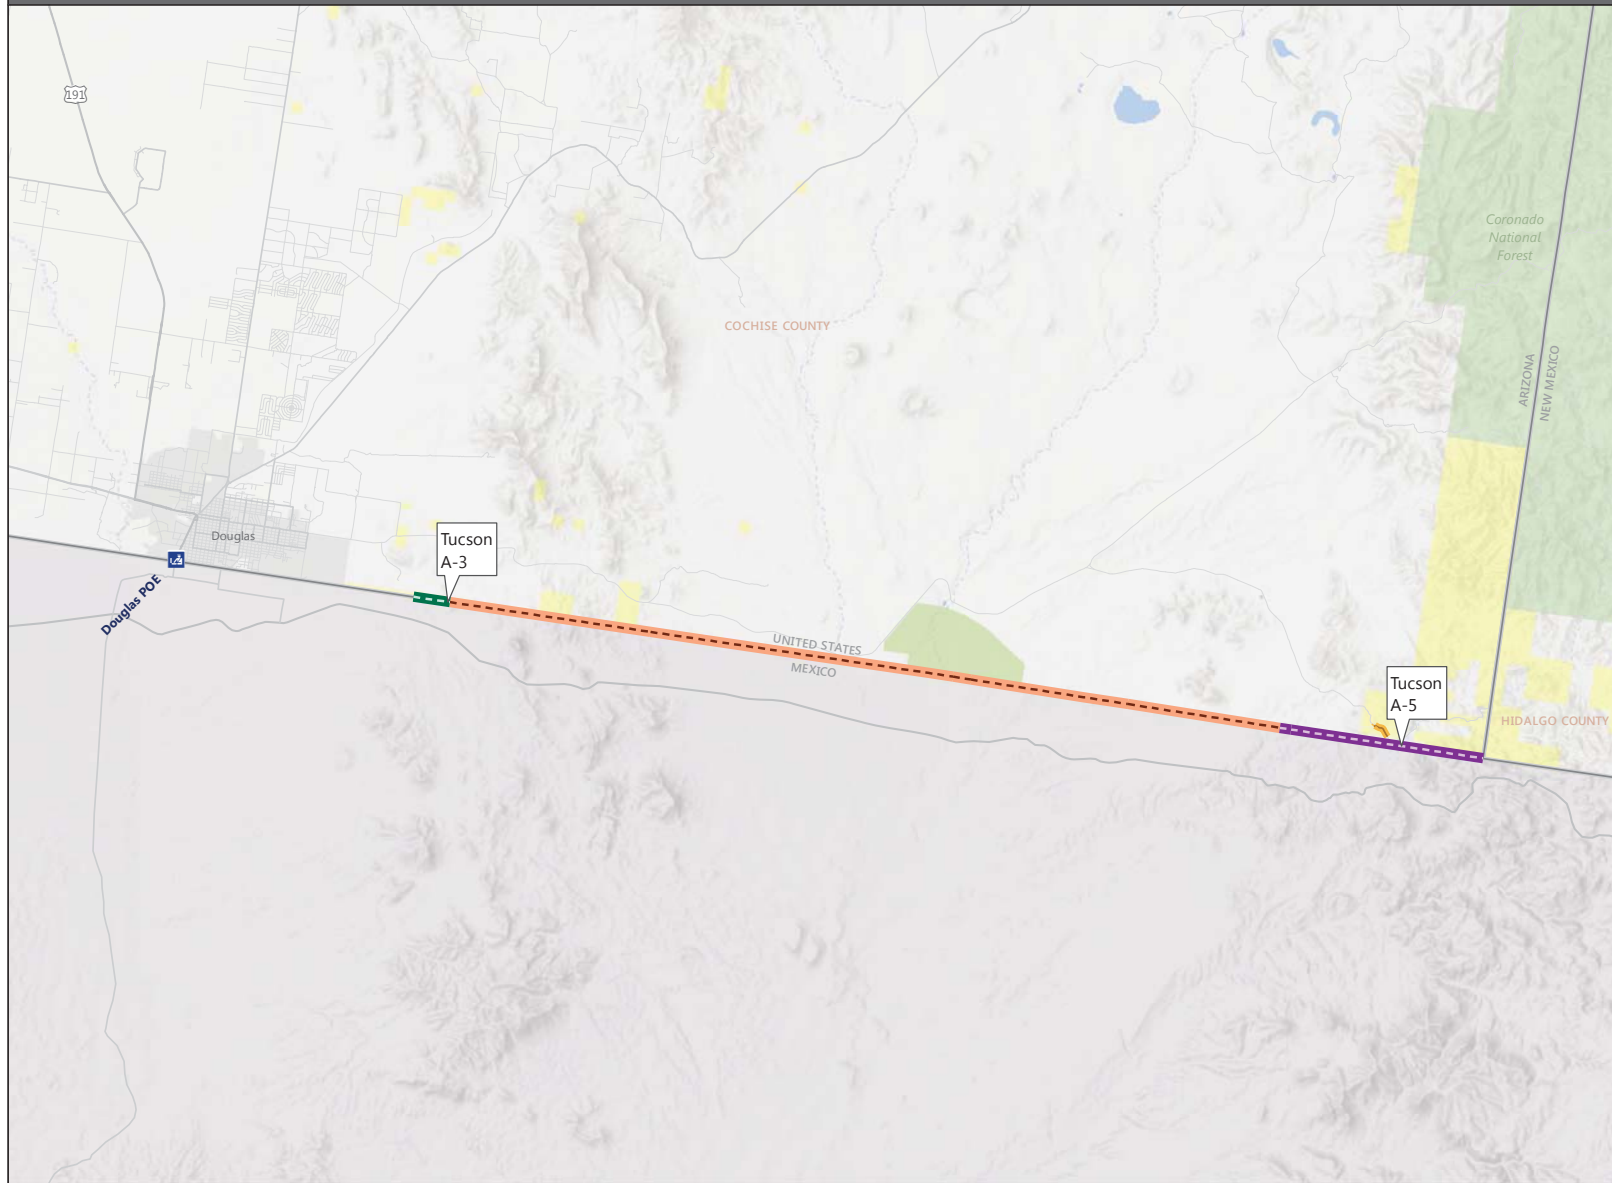 191
Coronado
National
Forest
COCHISE COUNTY
ARIZONA
NEW MEXICO
Douglas
Tucson
A-3
Douglas POE
UNITED STATES
MEXICO
Tucson
A-5
HIDALGO COUNTY